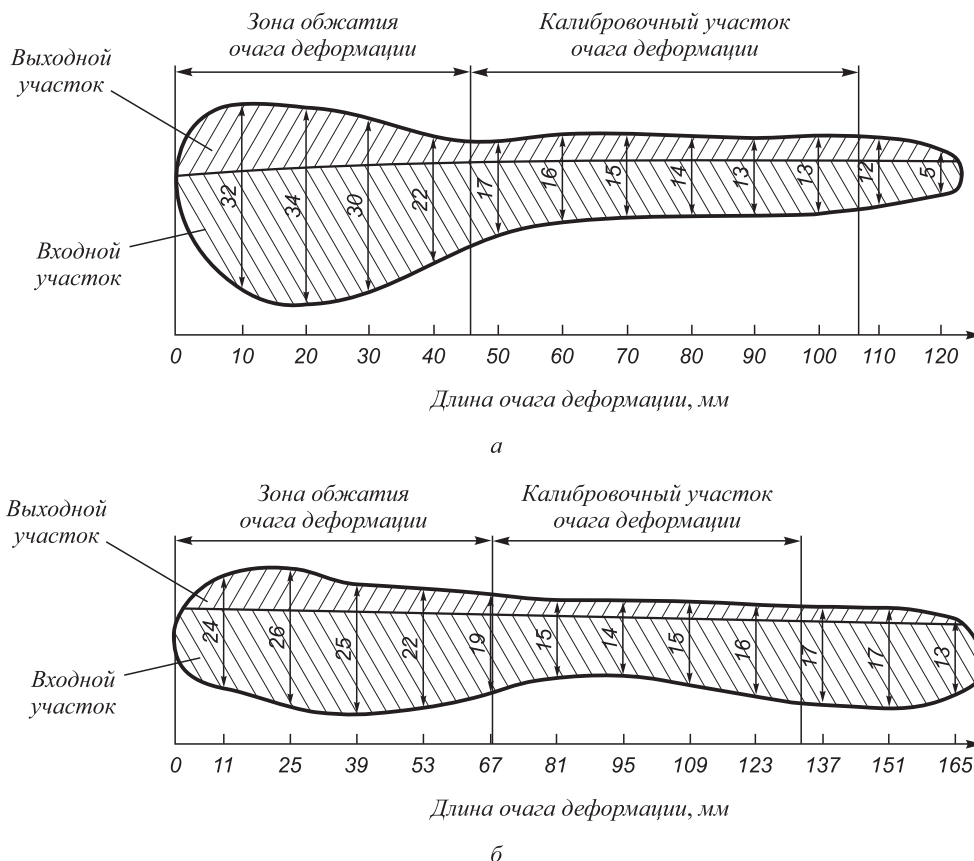 Зона обжатия
очага деформации
Калибровочный участок
очага деформации
Выходной
участок
32
34
30
22
17
16
15
14
13
13
12
5
Входной
участок
0 10 20 30 40 50 60 70 80 90 100 110 120
Длина очага деформации, мм
а
Зона обжатия
очага деформации
Калибровочный участок
очага деформации
Выходной
участок
24
26
25
22
19
15
14
15
16
17
17
13
Входной
участок
0 11 25 39 53 67 81 95 109 123 137 151 165
Длина очага деформации, мм
б